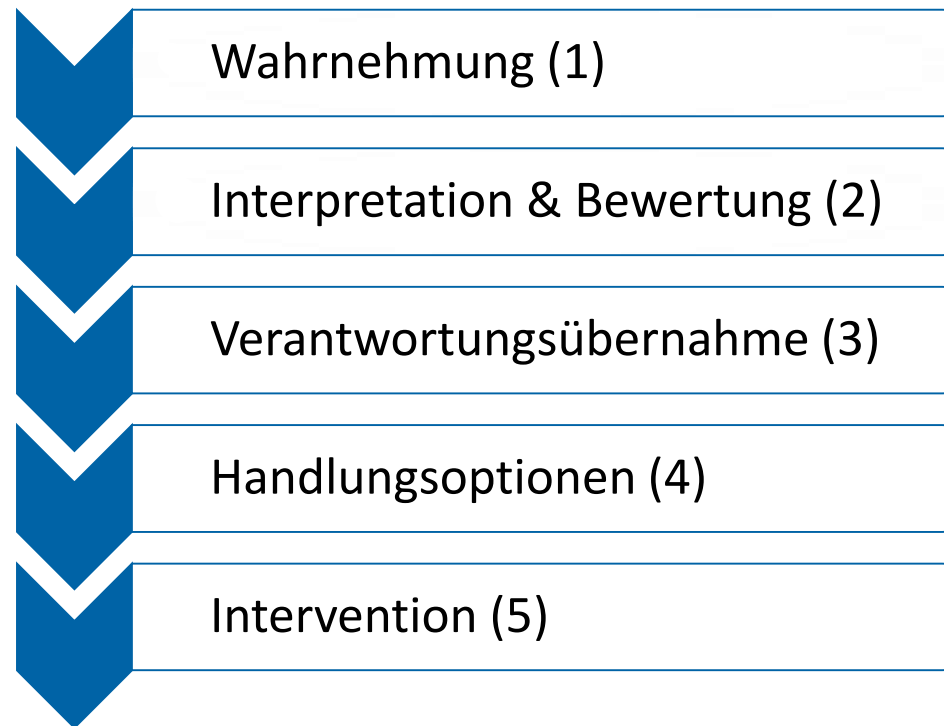 Wahrnehmung (1)
Interpretation & Bewertung (2)
Verantwortungsübernahme (3)
Handlungsoptionen (4)
Intervention (5)